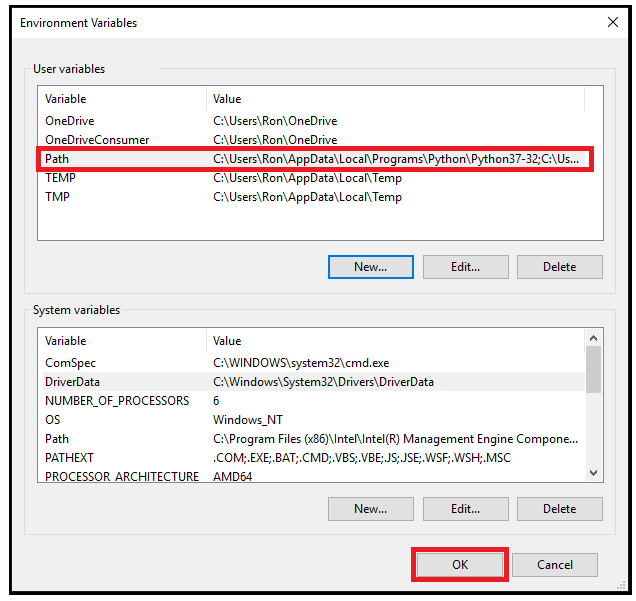 Environment Variables
User variables
Variable Value
OneDrive C:\Users\Ron\OneDrive
OneDriveConsumer C:\Users\Ron\OneDrive
Path C:\Users\Ron\AppData\Local\Programs\Python\Python37-32;C:\Us...
TEMP C:\Users\Ron\AppData\Local\Temp
TMP C:\Users\Ron\AppData\Local\Temp
New... Edit... Delete
System variables
Variable Value
ComSpec C:\WINDOWS\system32\cmd.exe
DriverData C:\Windows\System32\Drivers\DriverData
NUMBER_OF_PROCESSORS 6
OS Windows_NT
Path C:\Program Files (x86)\Intel\Intel(R) Management Engine Compone...
PATHEXT .COM;.EXE;.BAT;.CMD;.VBS;.VBE;.JS;.JSE;.WSF;.WSH;.MSC
PROCESSOR_ARCHITECTURE AMD64
New... Edit... Delete
OK Cancel